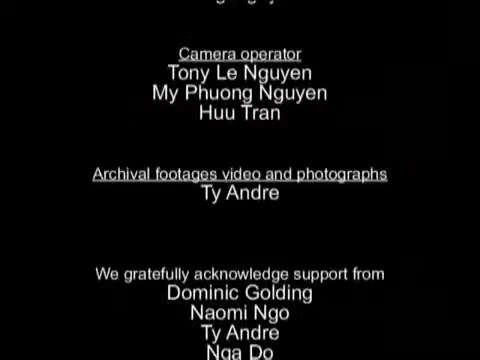 Camera operator
Tony Le Nguyen
My Phuong Nguyen
Huu Tran
Archival footages video and photographs
Ty Andre
We gratefully acknowledge support from
Dominic Golding
Naomi Ngo
Ty Andre
Nga Do